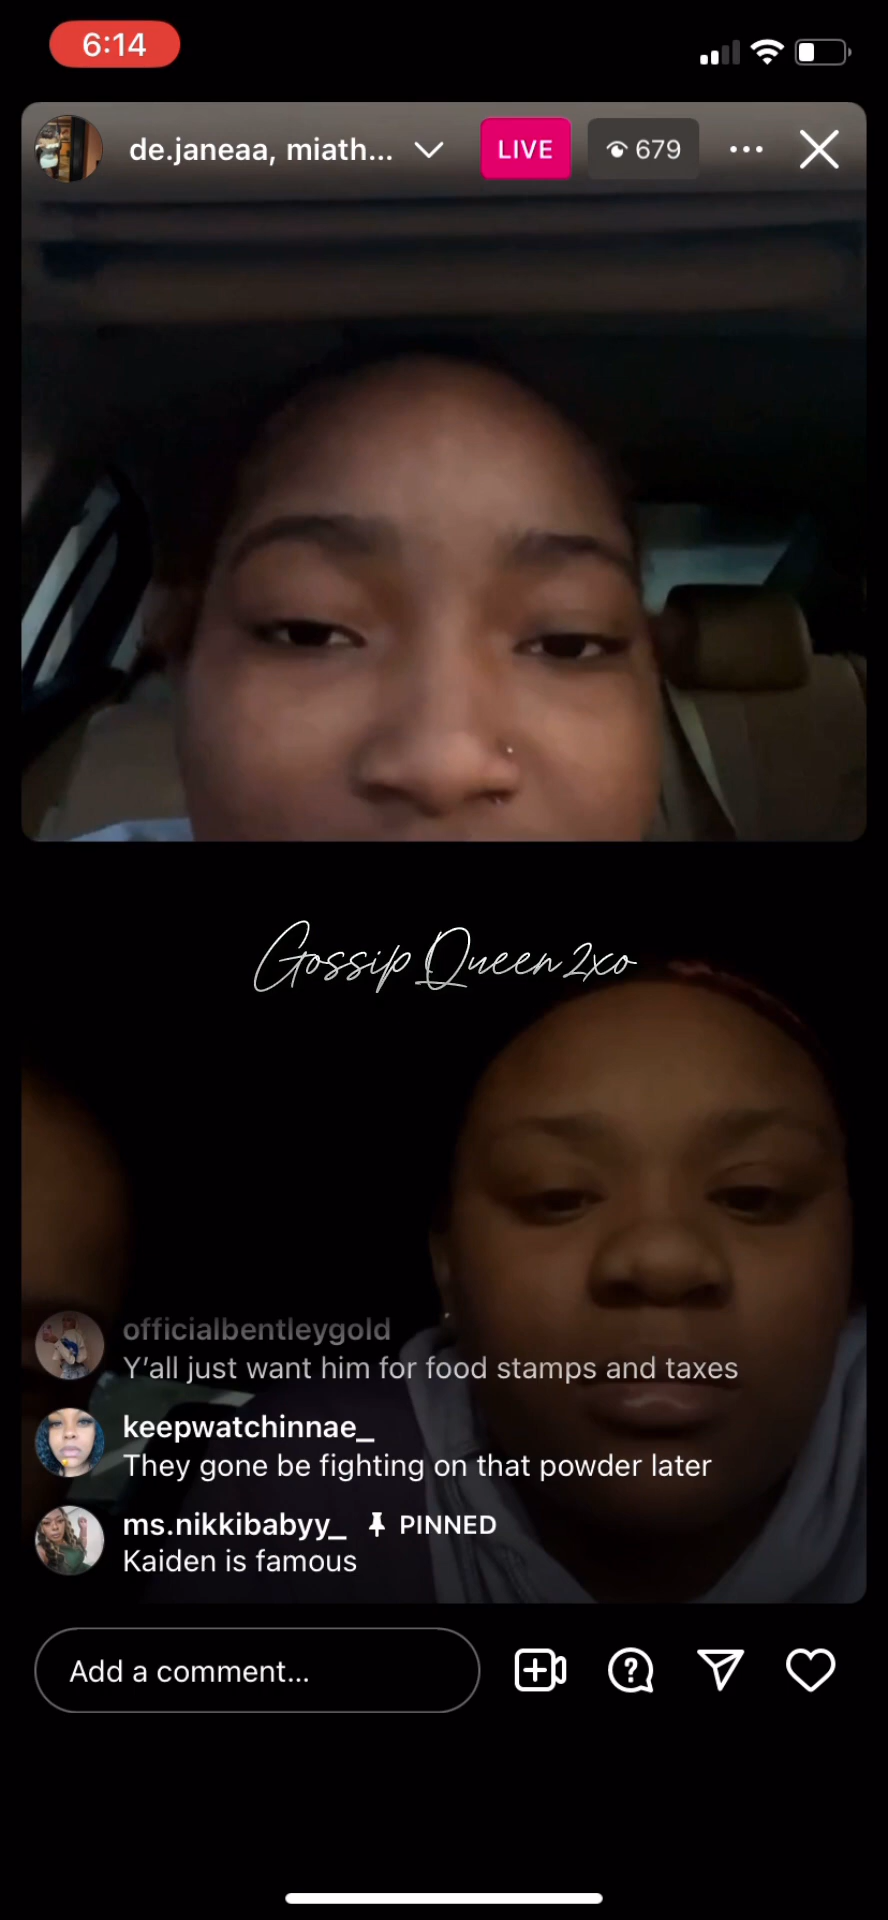 6:14
de.janeaa, miath...
LIVE
679
Gossip Queen 2xo
officialbentleygold
Y’all just want him for food stamps and taxes
keepwatchinnae_
They gone be fighting on that powder later
ms.nikkibabyy_ PINNED
Kaiden is famous
Add a comment...